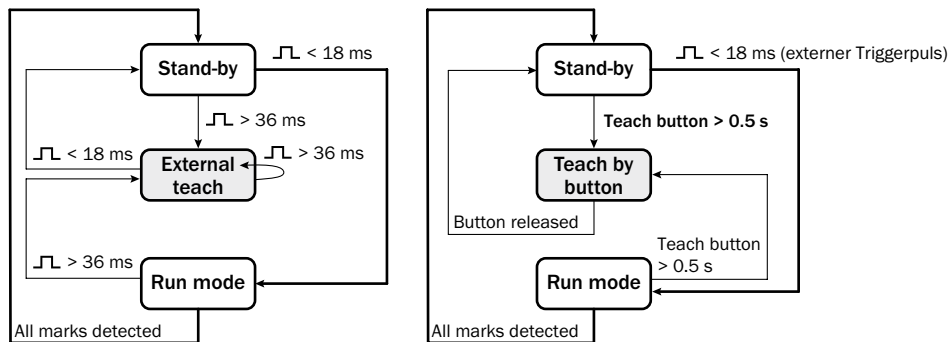 Stand-by
< 18 ms
> 36 ms
< 18 ms
> 36 ms
External
teach
> 36 ms
Run mode
All marks detected
Stand-by
< 18 ms (externer Triggerpuls)
Teach button > 0.5 s
Teach by
button
Button released
Teach button
> 0.5 s
Run mode
All marks detected